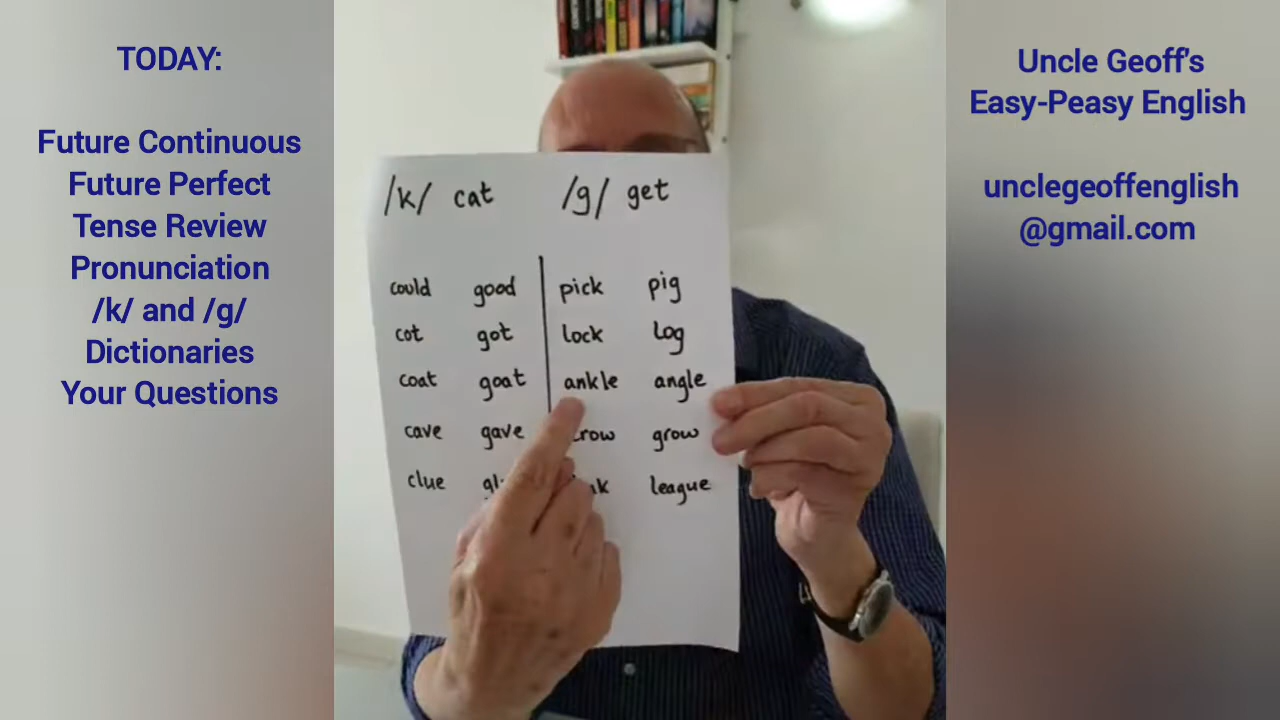 TODAY:
Future Continuous
Future Perfect
Tense Review
Pronunciation
/k/ and /g/
Dictionaries
Your Questions
/k/ cat /g/ get
could good pick pig
cot got lock log
coat goat ankle angle
cave gave grow
clue league
Uncle Geoff's
Easy-Peasy English
unclegeoffenglish
@gmail.com